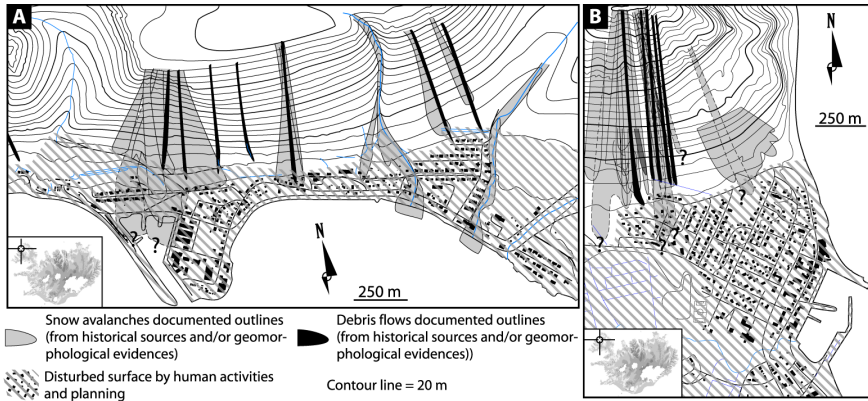 A
N
250 m
? ?
B
N
250 m
?
?
?
? ?
Snow avalanches documented outlines
(from historical sources and/or geomor-
phological evidences)
Debris flows documented outlines
(from historical sources and/or geomor-
phological evidences))
Disturbed surface by human activities
and planning
Contour line = 20 m